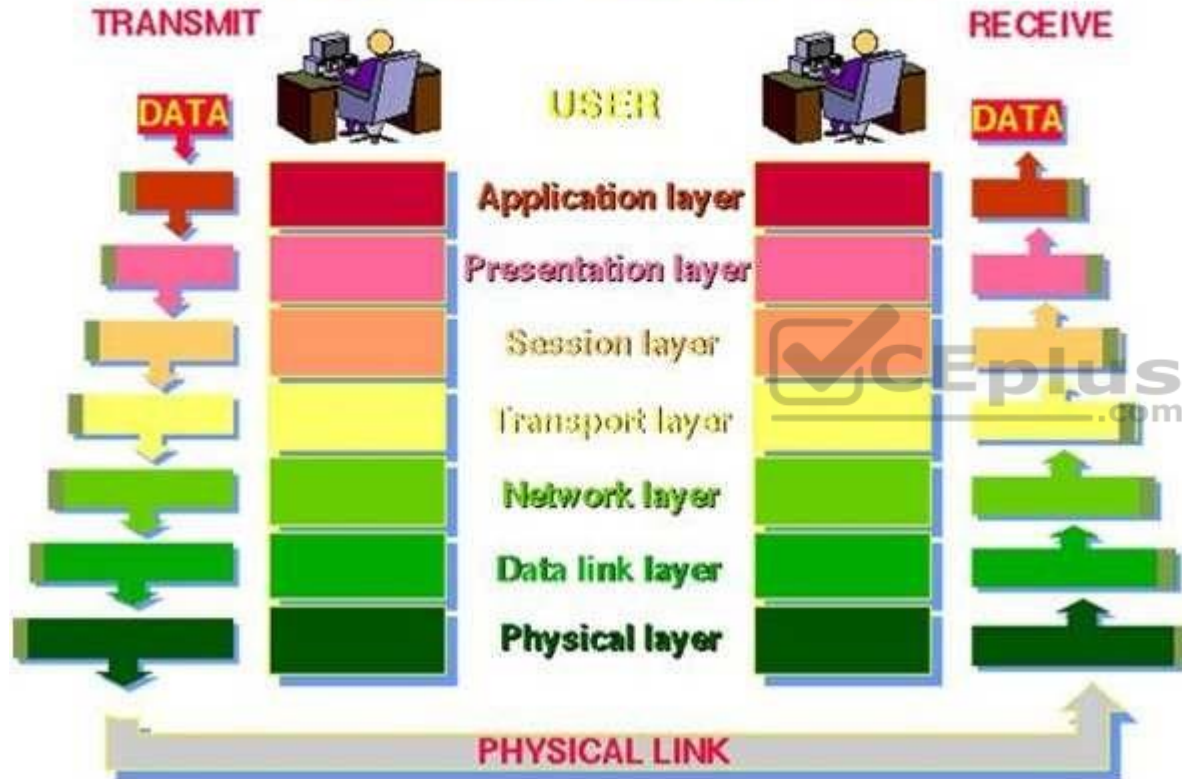 TRANSMIT
RECEIVE
DATA
USER
DATA
Application layer
Presentation layer
Session layer
Transport layer
Network layer
Data link layer
Physical layer
PHYSICAL LINK
CEplus
.com